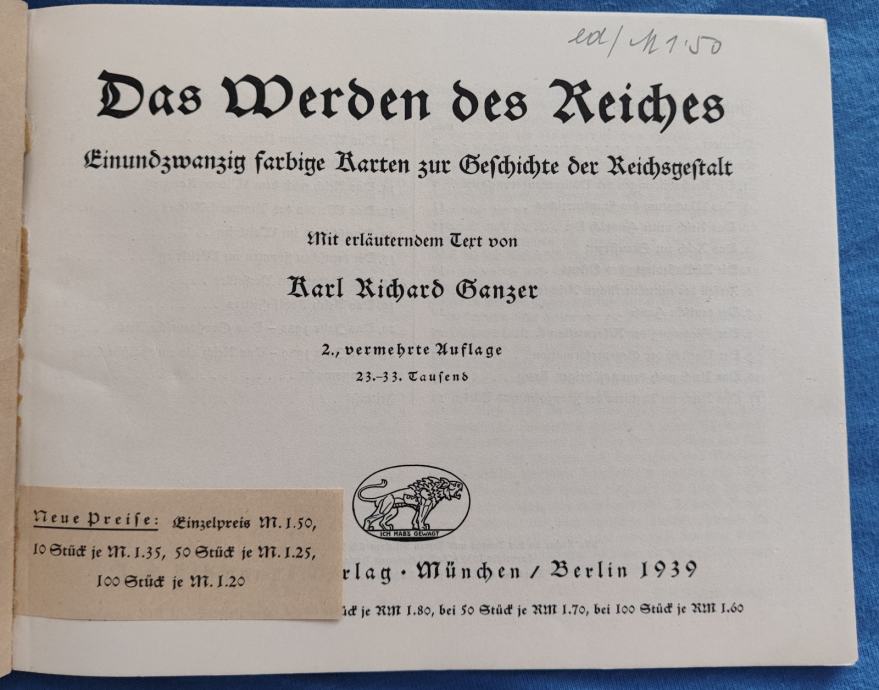 ed/ M 1.50
Das Werden des Reiches
Einundzwanzig farbige Karten zur Geschichte der Reichsgestalt
Mit erläuterndem Text von
Karl Richard Ganzer
2., vermehrte Auflage
23.–33. Tausend
ICH HABS GEWAGT
Neue Preise: Einzelpreis M. 1.50,
10 Stück je M. 1.35, 50 Stück je M. 1.25,
100 Stück je M. 1.20
rlag · München / Berlin 1939
ück je RM 1.80, bei 50 Stück je RM 1.70, bei 100 Stück je RM 1.60